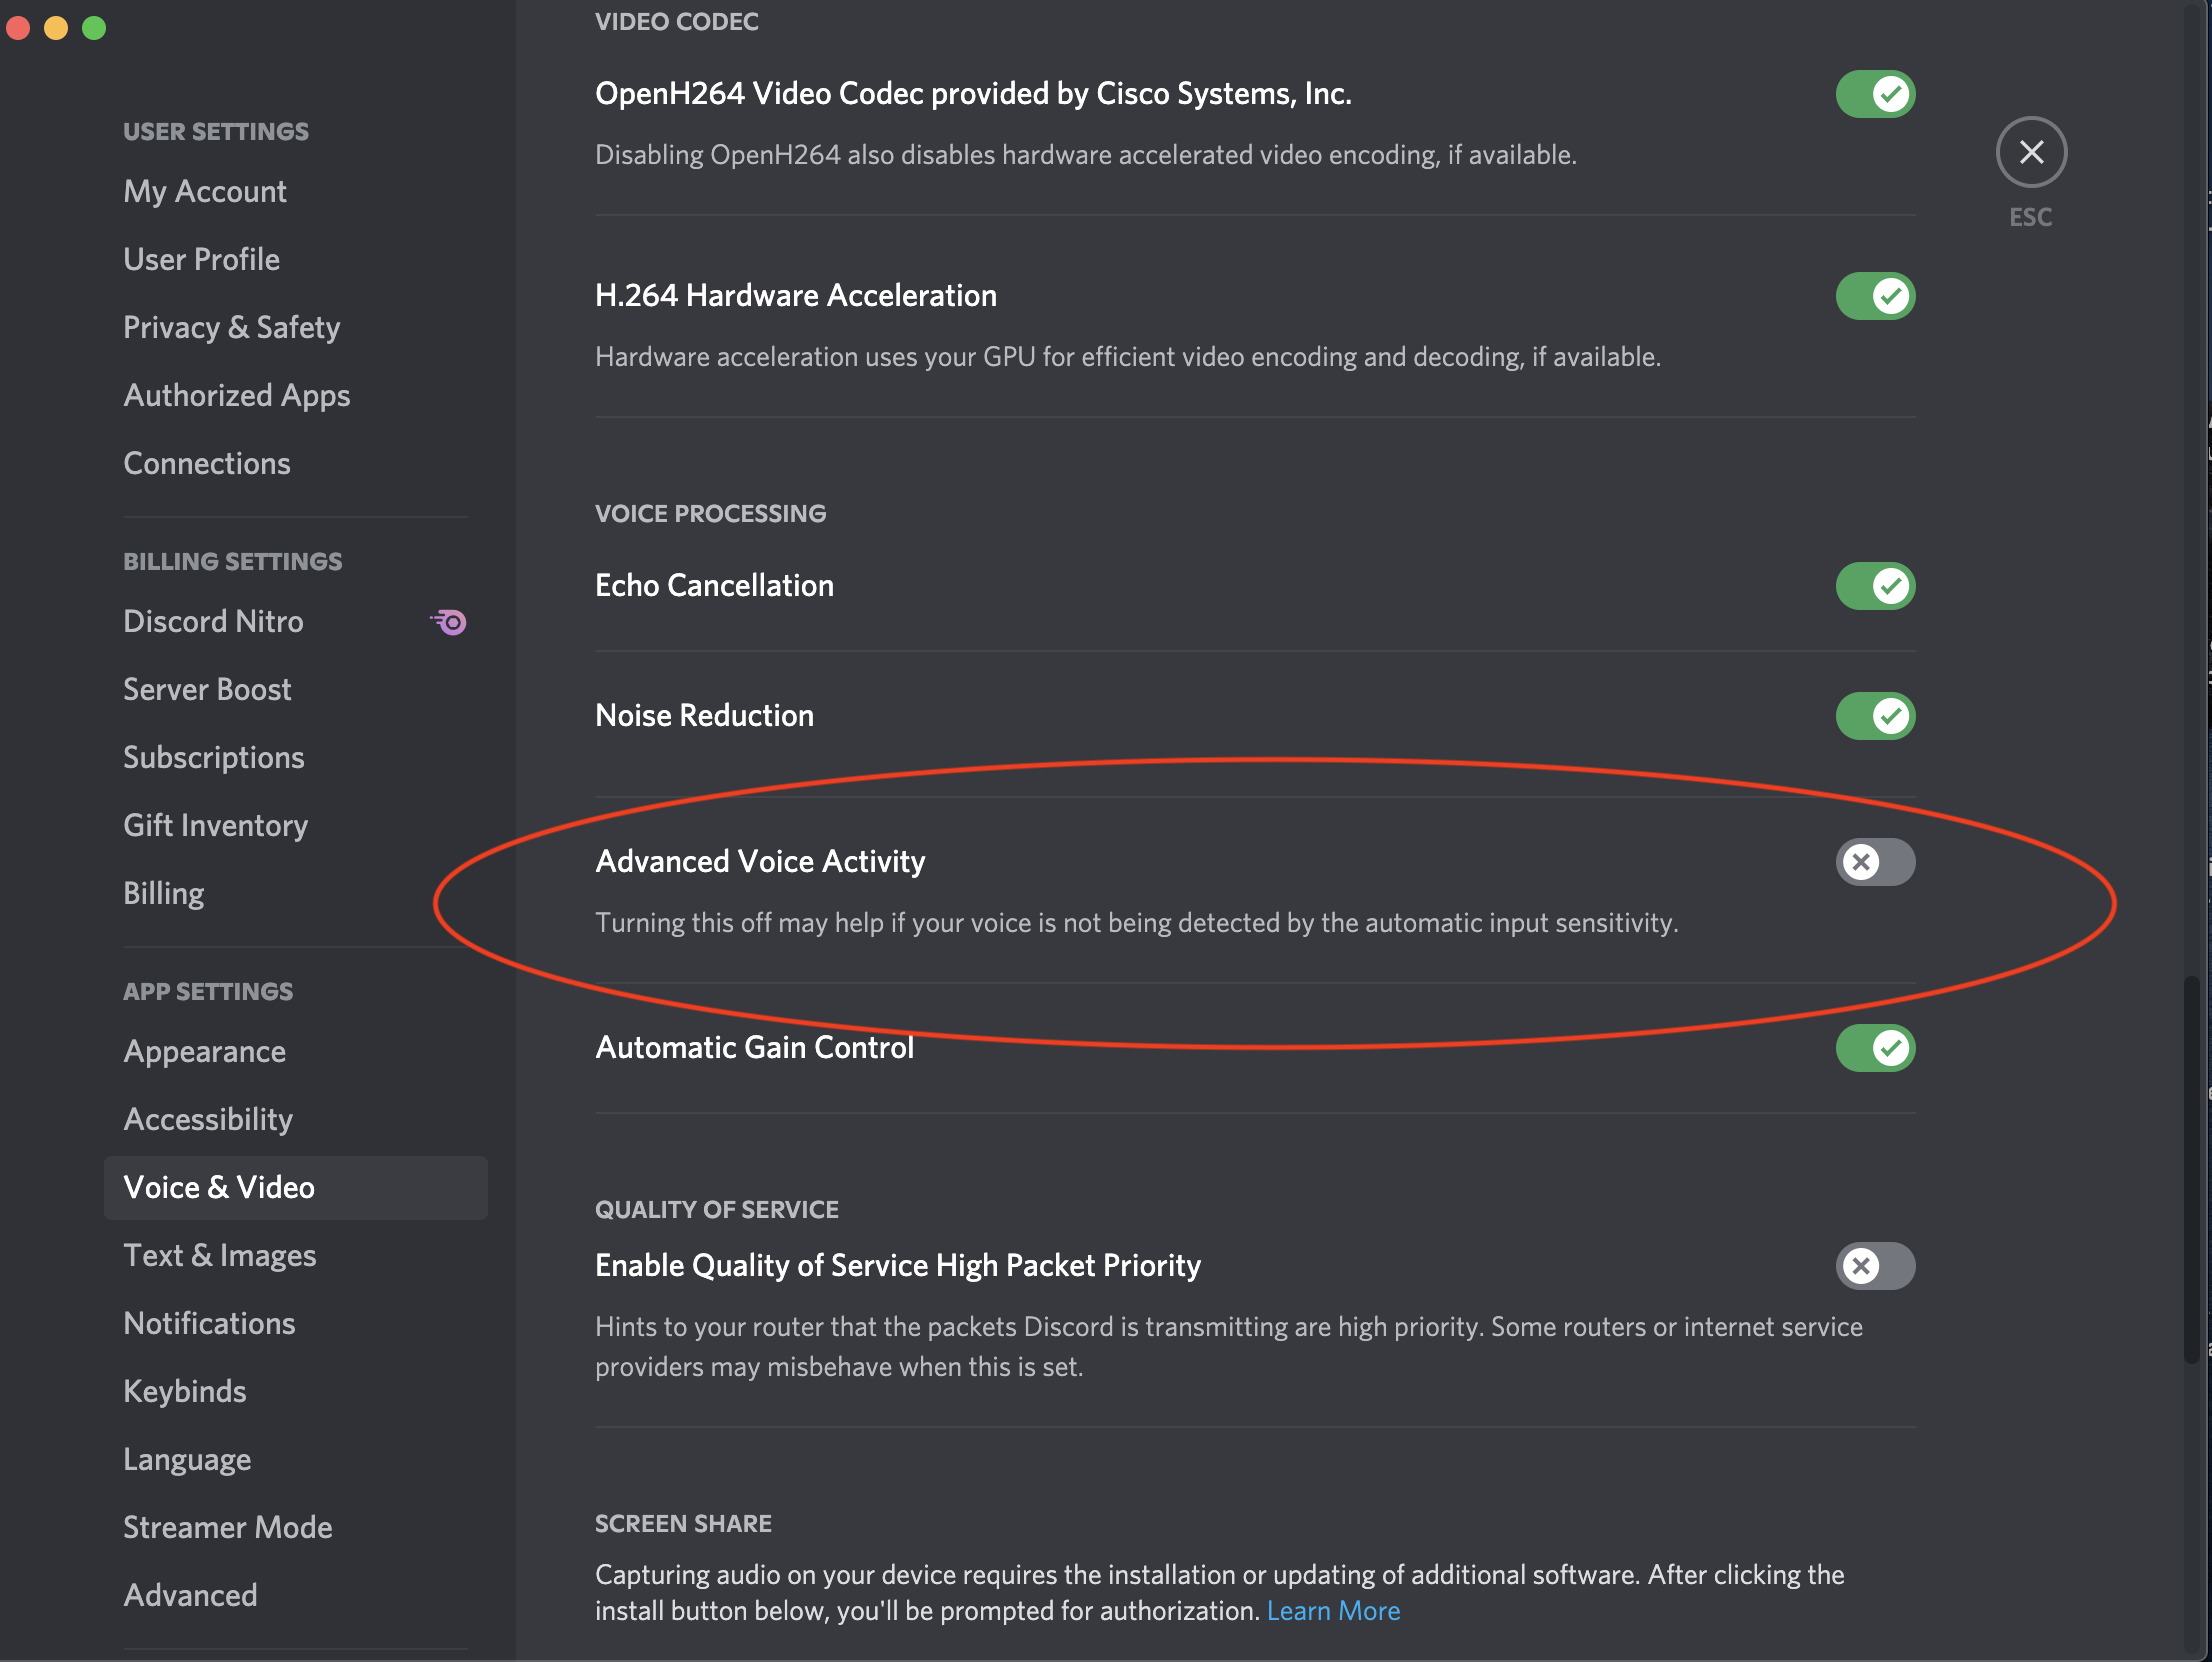 USER SETTINGS
My Account
User Profile
Privacy & Safety
Authorized Apps
Connections
BILLING SETTINGS
Discord Nitro
Server Boost
Subscriptions
Gift Inventory
Billing
APP SETTINGS
Appearance
Accessibility
Voice & Video
Text & Images
Notifications
Keybinds
Language
Streamer Mode
Advanced
VIDEO CODEC
OpenH264 Video Codec provided by Cisco Systems, Inc.
Disabling OpenH264 also disables hardware accelerated video encoding, if available.
H.264 Hardware Acceleration
Hardware acceleration uses your GPU for efficient video encoding and decoding, if available.
VOICE PROCESSING
Echo Cancellation
Noise Reduction
Advanced Voice Activity
Turning this off may help if your voice is not being detected by the automatic input sensitivity.
Automatic Gain Control
QUALITY OF SERVICE
Enable Quality of Service High Packet Priority
Hints to your router that the packets Discord is transmitting are high priority. Some routers or internet service
providers may misbehave when this is set.
SCREEN SHARE
Capturing audio on your device requires the installation or updating of additional software. After clicking the
install button below, you'll be prompted for authorization. Learn More
ESC